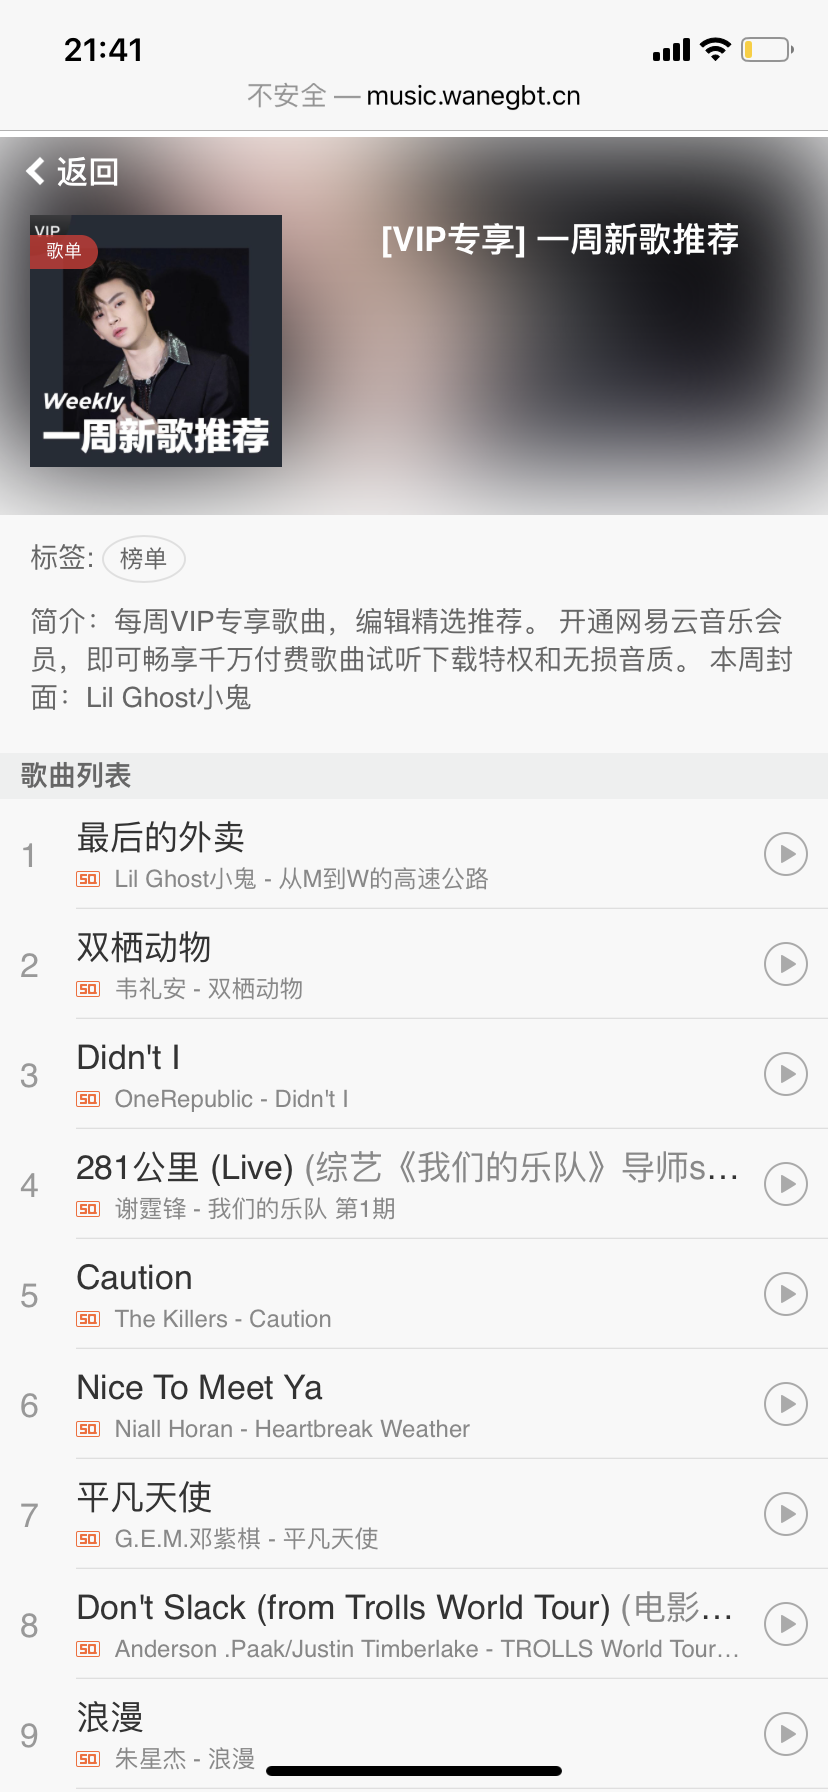 21:41
不安全 — music.wanegbt.cn
返回
VIP
歌单
Weekly
一周新歌推荐
[VIP专享] 一周新歌推荐
标签: 榜单
简介：每周VIP专享歌曲，编辑精选推荐。 开通网易云音乐会
员，即可畅享千万付费歌曲试听下载特权和无损音质。 本周封
面：Lil Ghost小鬼
歌曲列表
1
最后的外卖
SQ Lil Ghost小鬼 - 从M到W的高速公路
2
双栖动物
SQ 韦礼安 - 双栖动物
3
Didn't I
SQ OneRepublic - Didn't I
4
281公里 (Live) (综艺《我们的乐队》导师s...
SQ 谢霆锋 - 我们的乐队 第1期
5
Caution
SQ The Killers - Caution
6
Nice To Meet Ya
SQ Niall Horan - Heartbreak Weather
7
平凡天使
SQ G.E.M.邓紫棋 - 平凡天使
8
Don't Slack (from Trolls World Tour) (电影...
SQ Anderson .Paak/Justin Timberlake - TROLLS World Tour...
9
浪漫
SQ 朱星杰 - 浪漫